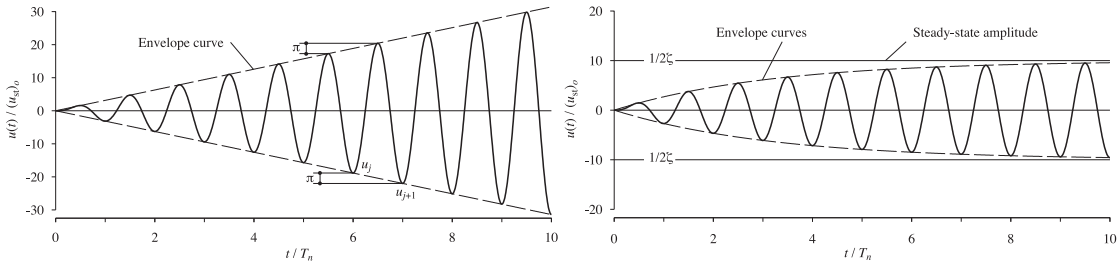 30
20
10
0
-10
-20
-30
u(t) / (u_st)_o
Envelope curve
π
π
u_j
u_{j+1}
0
2
4
6
8
10
t / T_n
20
10
0
-10
-20
u(t) / (u_st)_o
Envelope curves
Steady-state amplitude
1/2ζ
1/2ζ
0
2
4
6
8
10
t / T_n